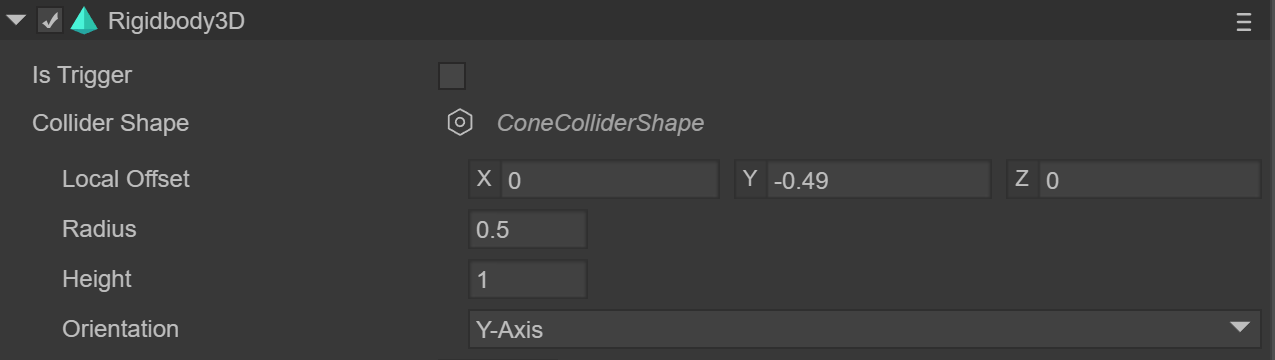 Rigidbody3D
Is Trigger
Collider Shape ConeColliderShape
Local Offset X 0 Y -0.49 Z 0
Radius 0.5
Height 1
Orientation Y-Axis